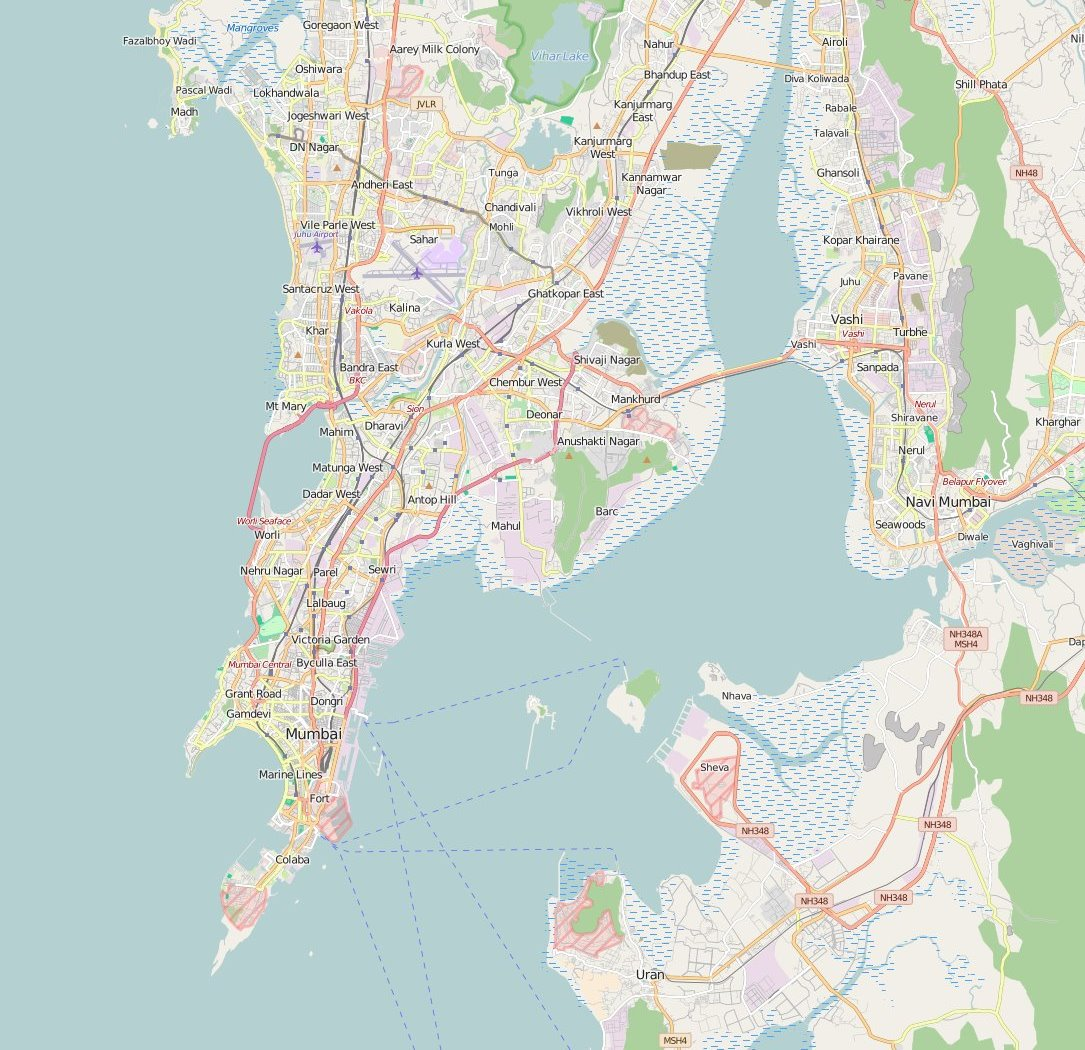 Goregaon West
Mangroves
Fazalbhoy Wadi
Aarey Milk Colony
Vihar Lake
Nahur
Airoli
Nil
Oshiwara
Bhandup East
Diva Koliwada
Shill Phata
Pascal Wadi
Lokhandwala
JVLR
Kanjurmarg
East
Rabale
Madh
Jogeshwari West
Talavali
DN Nagar
Kanjurmarg
West
Tunga
Kannamwar
Nagar
Ghansoli
NH48
Andheri East
Chandivali
Vikhroli West
Vile Parle West
Juhu Airport
Mohli
Sahar
Kopar Khairane
Pavane
Juhu
Santacruz West
Ghatkopar East
Vakola
Kalina
Vashi
Khar
Vashi
Turbhe
Kurla West
Vashi
Shivaji Nagar
Bandra East
Sanpada
BKC
Chembur West
Mankhurd
Mt Mary
Sion
Nerul
Deonar
Shiravane
Kharghar
Mahim
Dharavi
Anushakti Nagar
Nerul
Matunga West
Belapur Flyover
Dadar West
Antop Hill
Navi Mumbai
Barc
Worli Seaface
Mahul
Seawoods
Worli
Diwale
Vaghivali
Nehru Nagar
Parel
Sewri
Lalbaug
Victoria Garden
NH348A
MSH4
Dap
Mumbai Central
Byculla East
Grant Road
Dongri
Nhava
NH348
Gamdevi
Mumbai
Sheva
Marine Lines
Fort
NH348
NH348
Colaba
NH348
NH348
Uran
MSH4